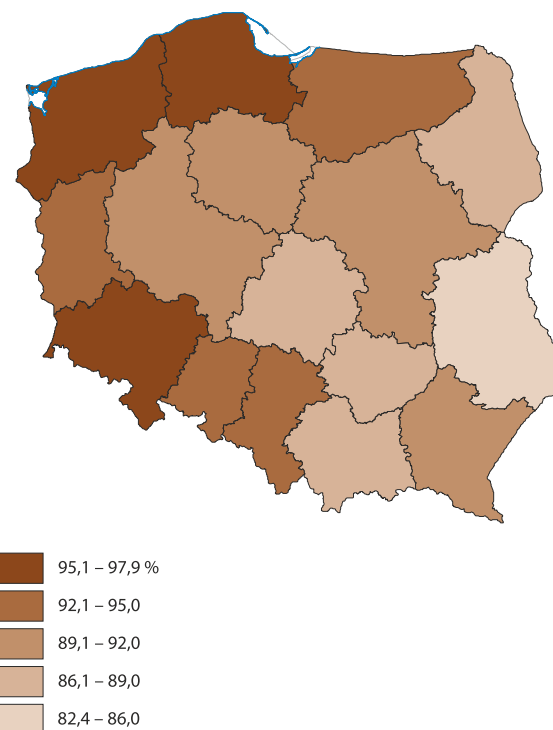 95,1 – 97,9 %
92,1 – 95,0
89,1 – 92,0
86,1 – 89,0
82,4 – 86,0